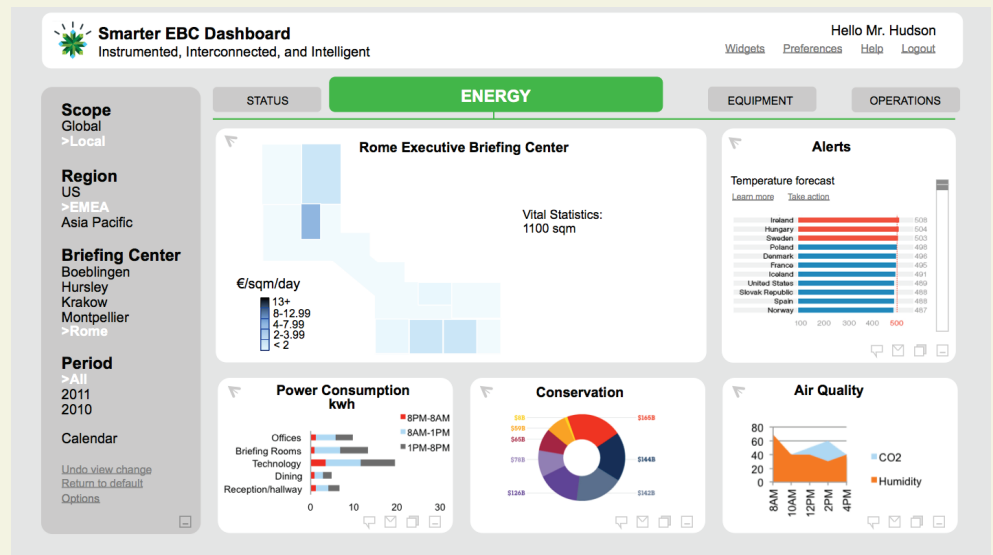 Smarter EBC Dashboard
Instrumented, Interconnected, and Intelligent
Hello Mr. Hudson
Widgets Preferences Help Logout
STATUS
ENERGY
EQUIPMENT
OPERATIONS
Scope
Global
>Local
Region
US
>EMEA
Asia Pacific
Briefing Center
Boeblingen
Hursley
Krakow
Montpellier
>Rome
Period
>All
2011
2010
Calendar
Undo view change
Return to default
Options
Rome Executive Briefing Center
Vital Statistics:
1100 sqm
€/sqm/day
13+
8-12.99
4-7.99
2-3.99
< 2
Alerts
Temperature forecast
Learn more Take action
Ireland 508
Hungary 504
Sweden 503
Poland 498
Denmark 496
France 495
Iceland 491
United States 489
Slovak Republic 488
Spain 488
Norway 487
100 200 300 400 500
Power Consumption
kwh
8PM-8AM
8AM-1PM
1PM-8PM
Offices
Briefing Rooms
Technology
Dining
Reception/hallway
0 10 20 30
Conservation
$59B
$65B
$78B
$126B
$165B
$144B
$142B
Air Quality
80
60
40
20
0
8AM
10AM
12PM
2PM
4PM
CO2
Humidity